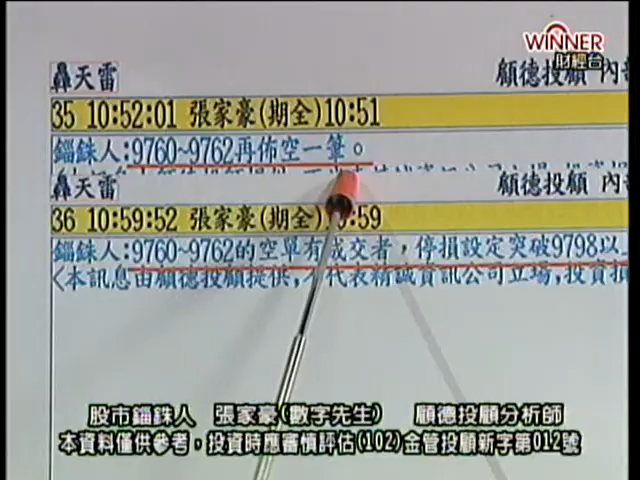 WINNER
財經台
轟天雷 顧德投顧 內部
35 10:52:01 張家豪(期全)10:51
錙銖人:9760~9762再佈空一筆。
轟天雷 顧德投顧 內
36 10:59:52 張家豪(期全) :59
錙銖人:9760~9762的空單有成交者，停損設定突破9798以
<本訊息由顧德投顧提供,不代表精誠資訊公司立場,投資損
股市錙銖人 張家豪(數字先生) 顧德投顧分析師
本資料僅供參考，投資時應審慎評估(102)金管投顧新字第012號